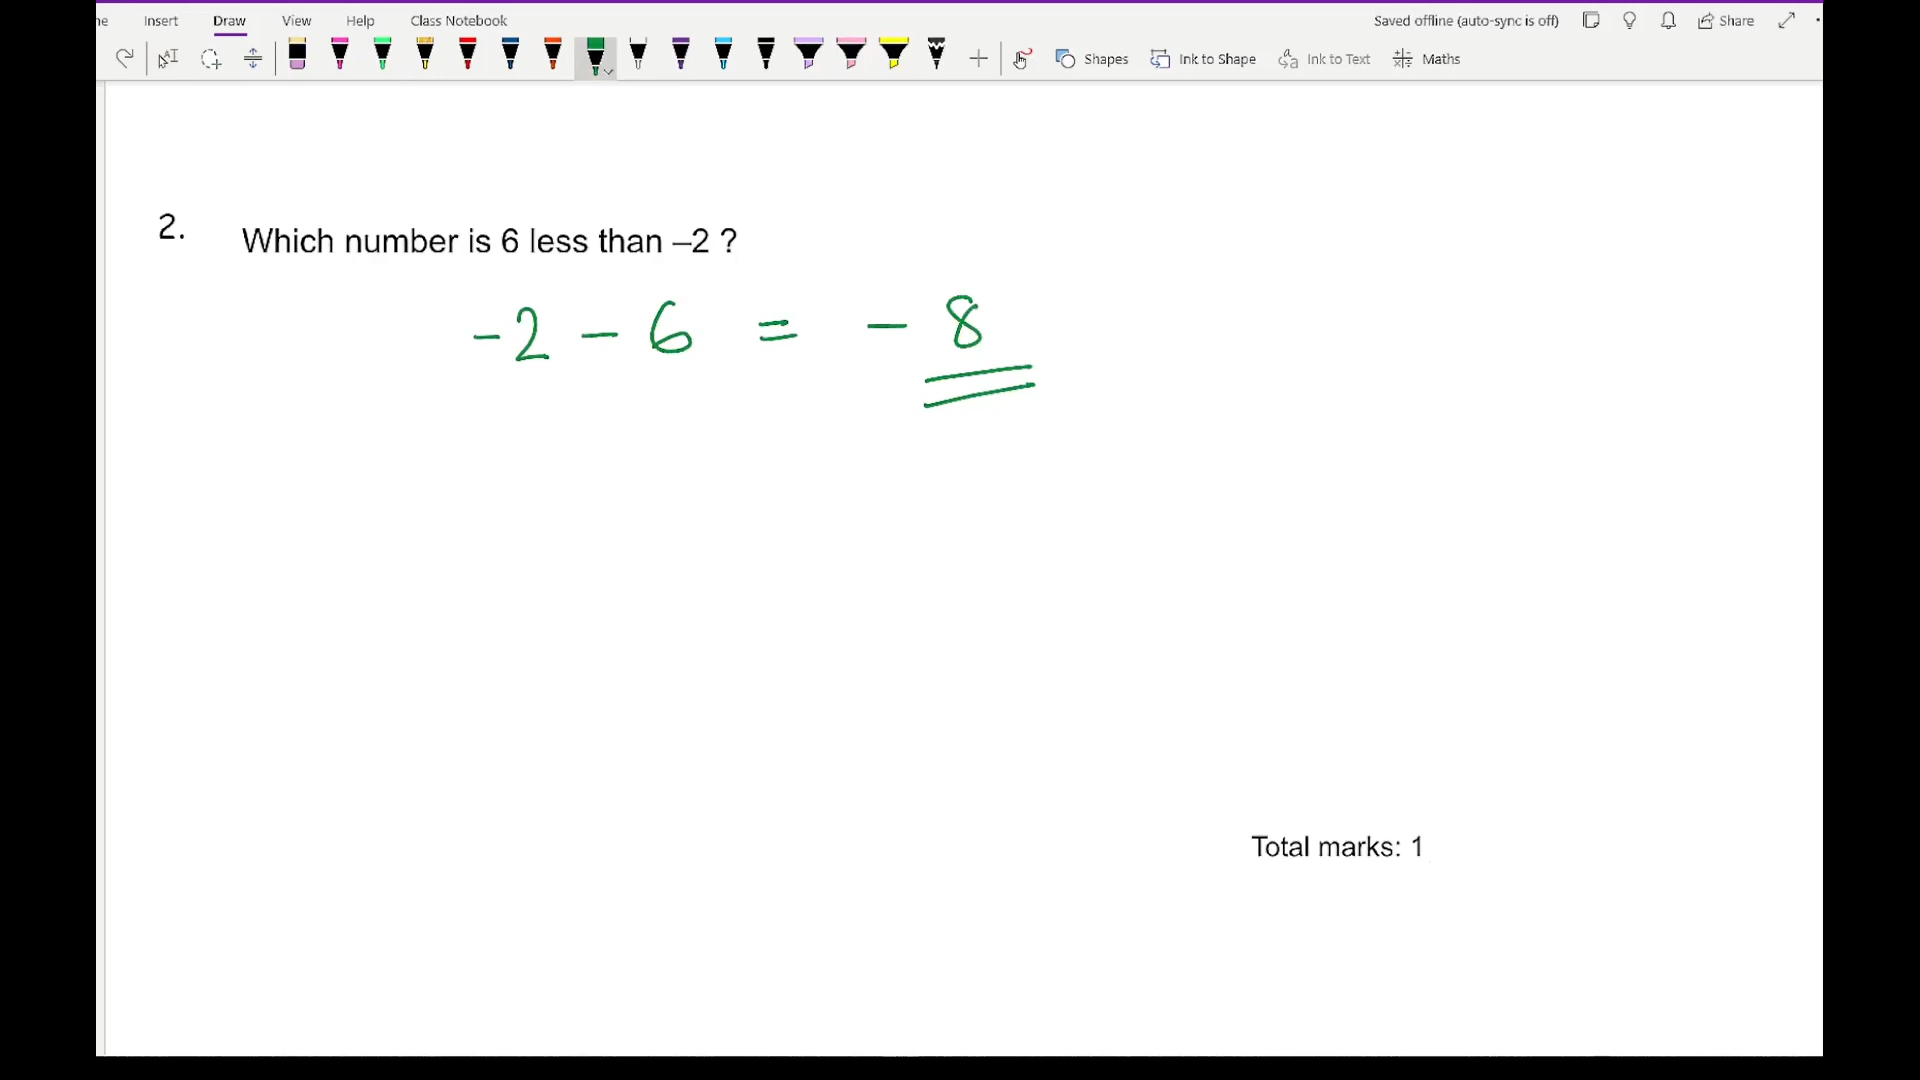 Insert Draw View Help Class Notebook Saved offline (auto-sync is off) Share
Shapes Ink to Shape Ink to Text Maths
2. Which number is 6 less than –2 ?
-2 - 6 = - 8
Total marks: 1